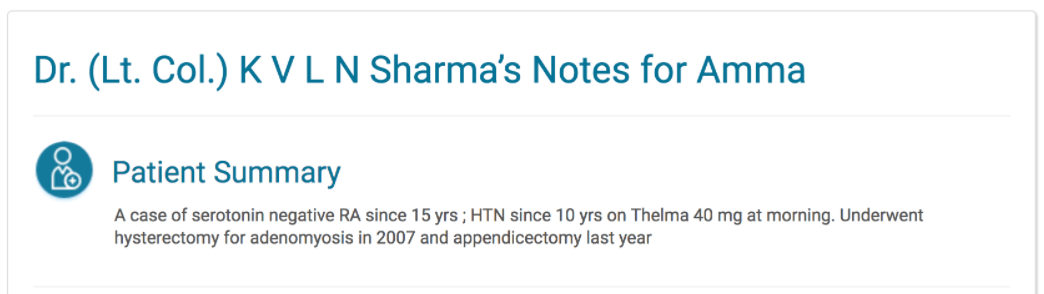 Dr. (Lt. Col.) K V L N Sharma’s Notes for Amma
Patient Summary
A case of serotonin negative RA since 15 yrs ; HTN since 10 yrs on Thelma 40 mg at morning. Underwent
hysterectomy for adenomyosis in 2007 and appendicectomy last year